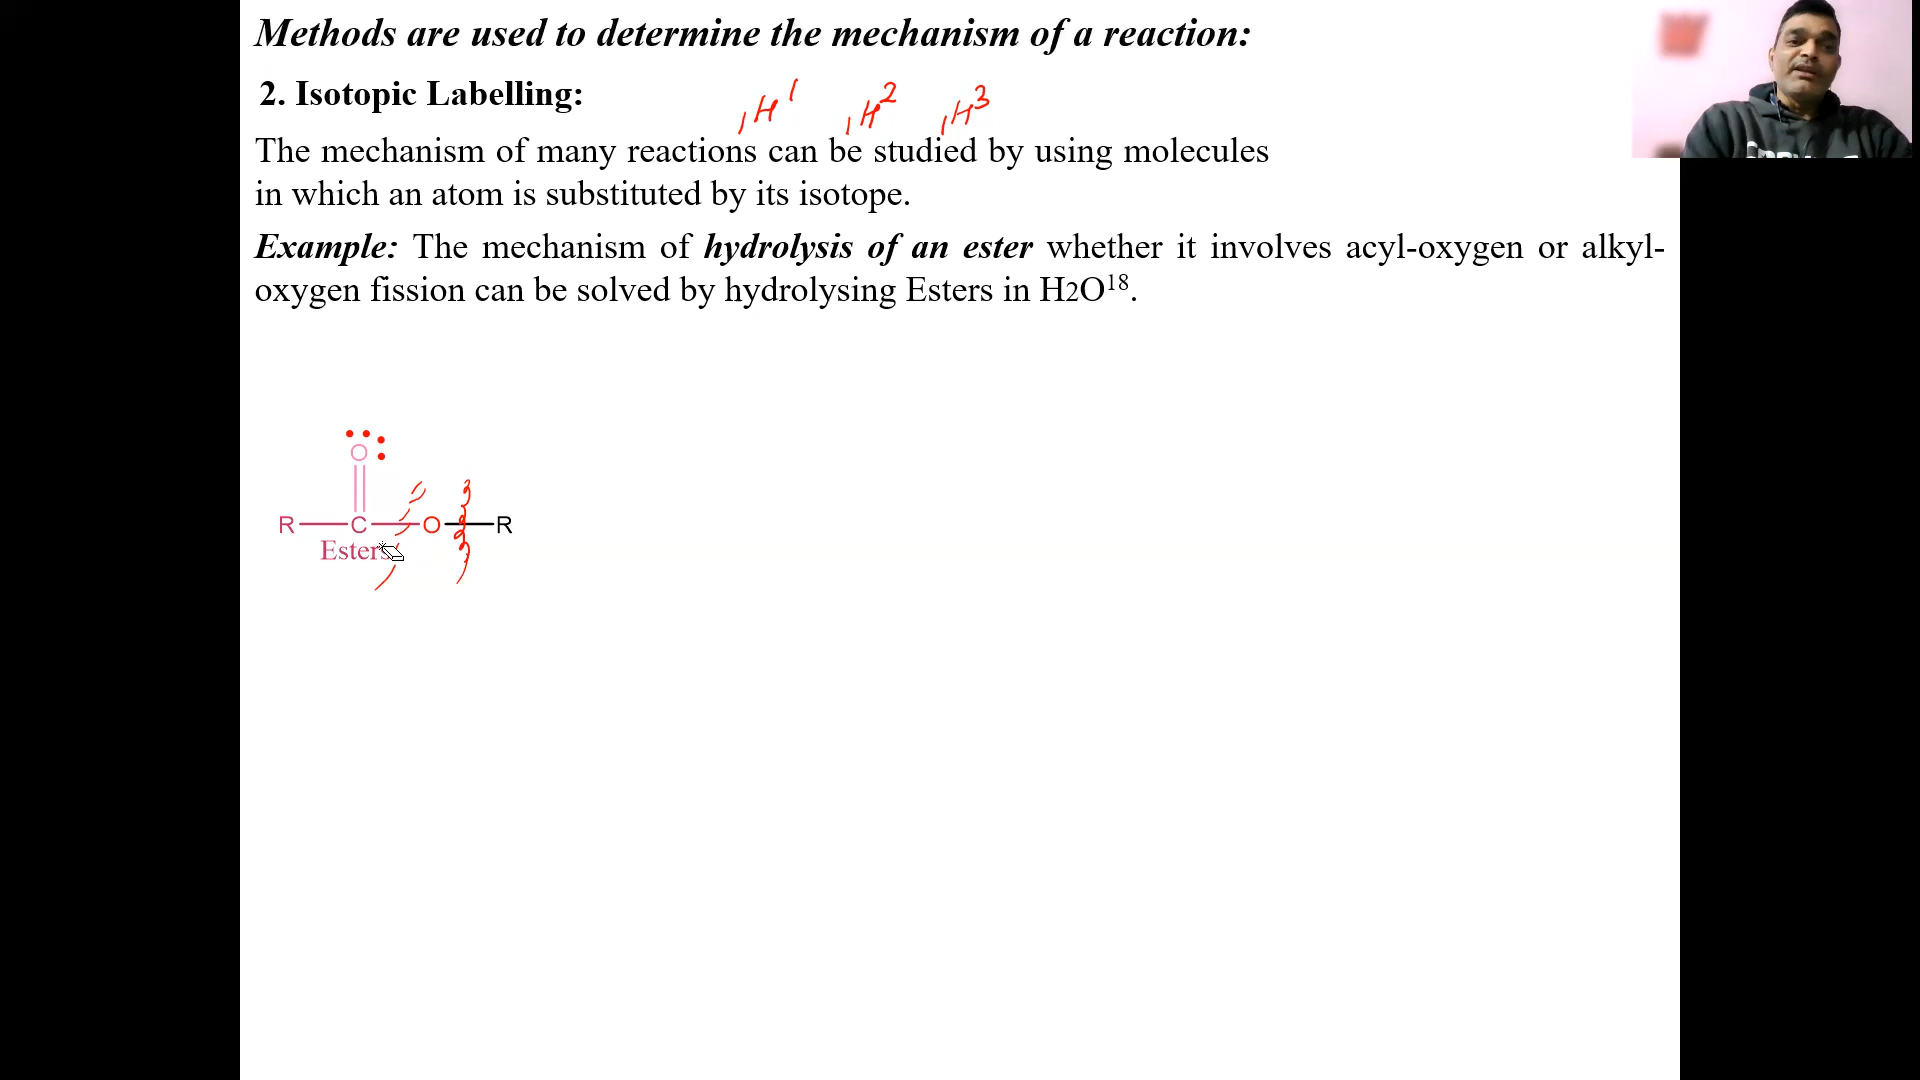 Methods are used to determine the mechanism of a reaction:
2. Isotopic Labelling:
₁H¹ ₁H² ₁H³
The mechanism of many reactions can be studied by using molecules
in which an atom is substituted by its isotope.
Example: The mechanism of hydrolysis of an ester whether it involves acyl-oxygen or alkyl-
oxygen fission can be solved by hydrolysing Esters in H2O¹⁸.
O
R C O R
Esters